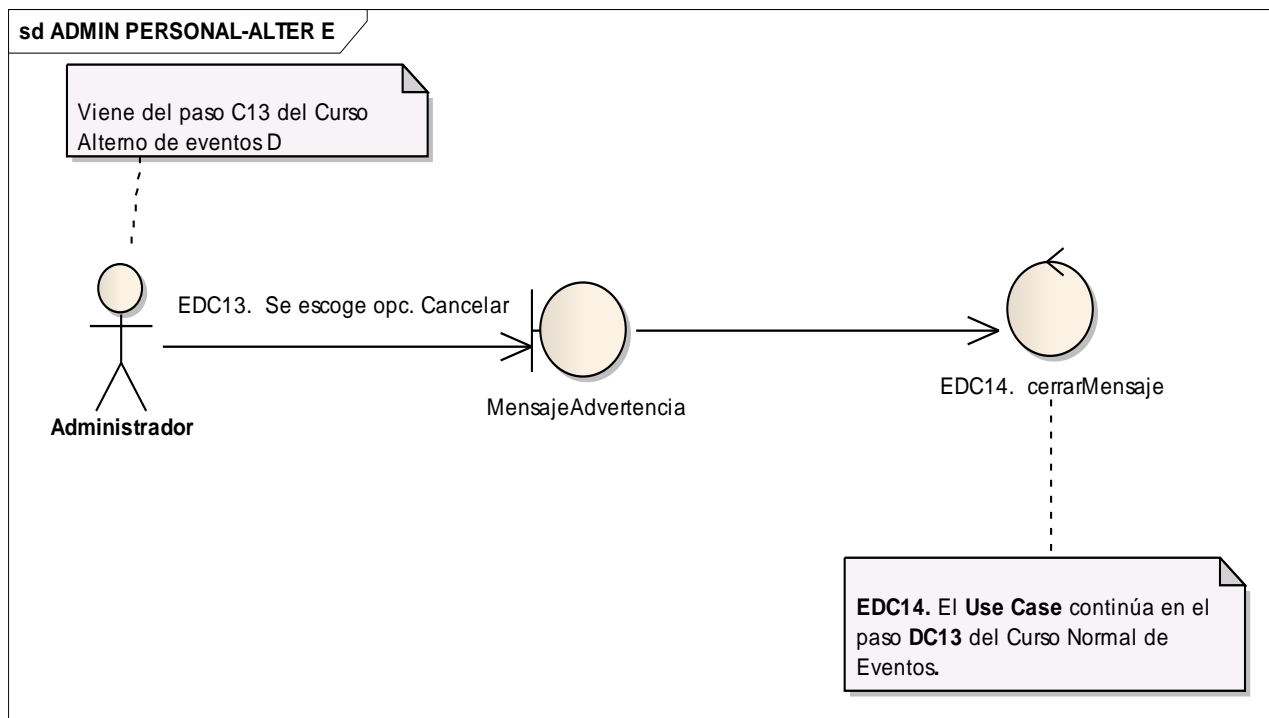 sd ADMIN PERSONAL-ALTER E
Viene del paso C13 del Curso
Alterno de eventos D
EDC13. Se escoge opc. Cancelar
MensajeAdvertencia
EDC14. cerrarMensaje
Administrador
EDC14. El Use Case continúa en el
paso DC13 del Curso Normal de
Eventos.